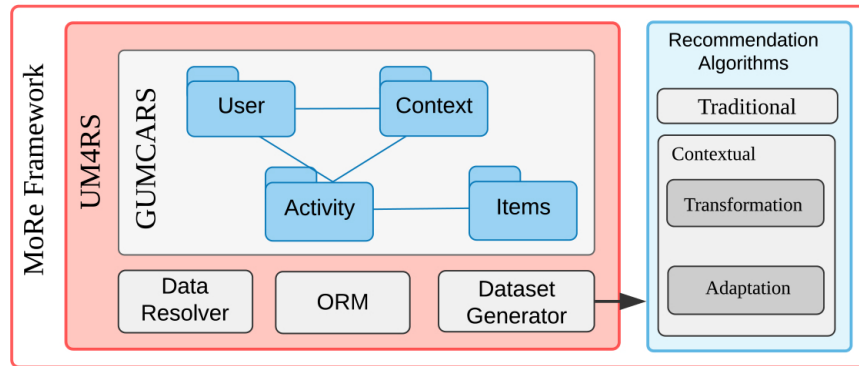 MoRe Framework
UM4RS
GUMCARS
User
Context
Activity
Items
Data
Resolver
ORM
Dataset
Generator
Recommendation
Algorithms
Traditional
Contextual
Transformation
Adaptation